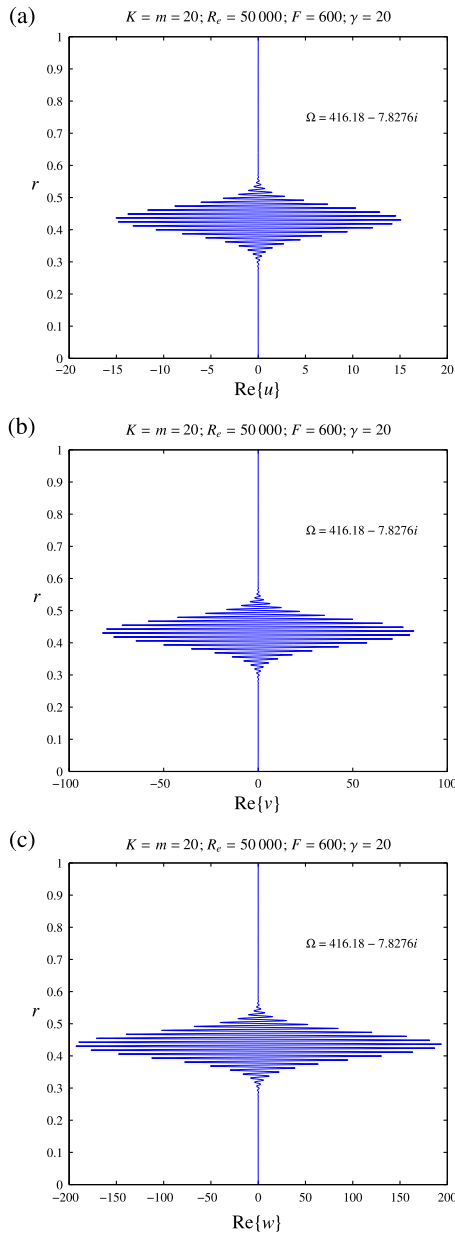 (a)
K = m = 20; R_e = 50 000; F = 600; γ = 20
1
0.9
0.8
Ω = 416.18 − 7.8276i
0.7
0.6
r
0.5
0.4
0.3
0.2
0.1
0
−20 −15 −10 −5 0 5 10 15 20
Re{u}
(b)
K = m = 20; R_e = 50 000; F = 600; γ = 20
1
0.9
0.8
Ω = 416.18 − 7.8276i
0.7
0.6
r
0.5
0.4
0.3
0.2
0.1
0
−100 −50 0 50 100
Re{v}
(c)
K = m = 20; R_e = 50 000; F = 600; γ = 20
1
0.9
0.8
Ω = 416.18 − 7.8276i
0.7
0.6
r
0.5
0.4
0.3
0.2
0.1
0
−200 −150 −100 −50 0 50 100 150 200
Re{w}